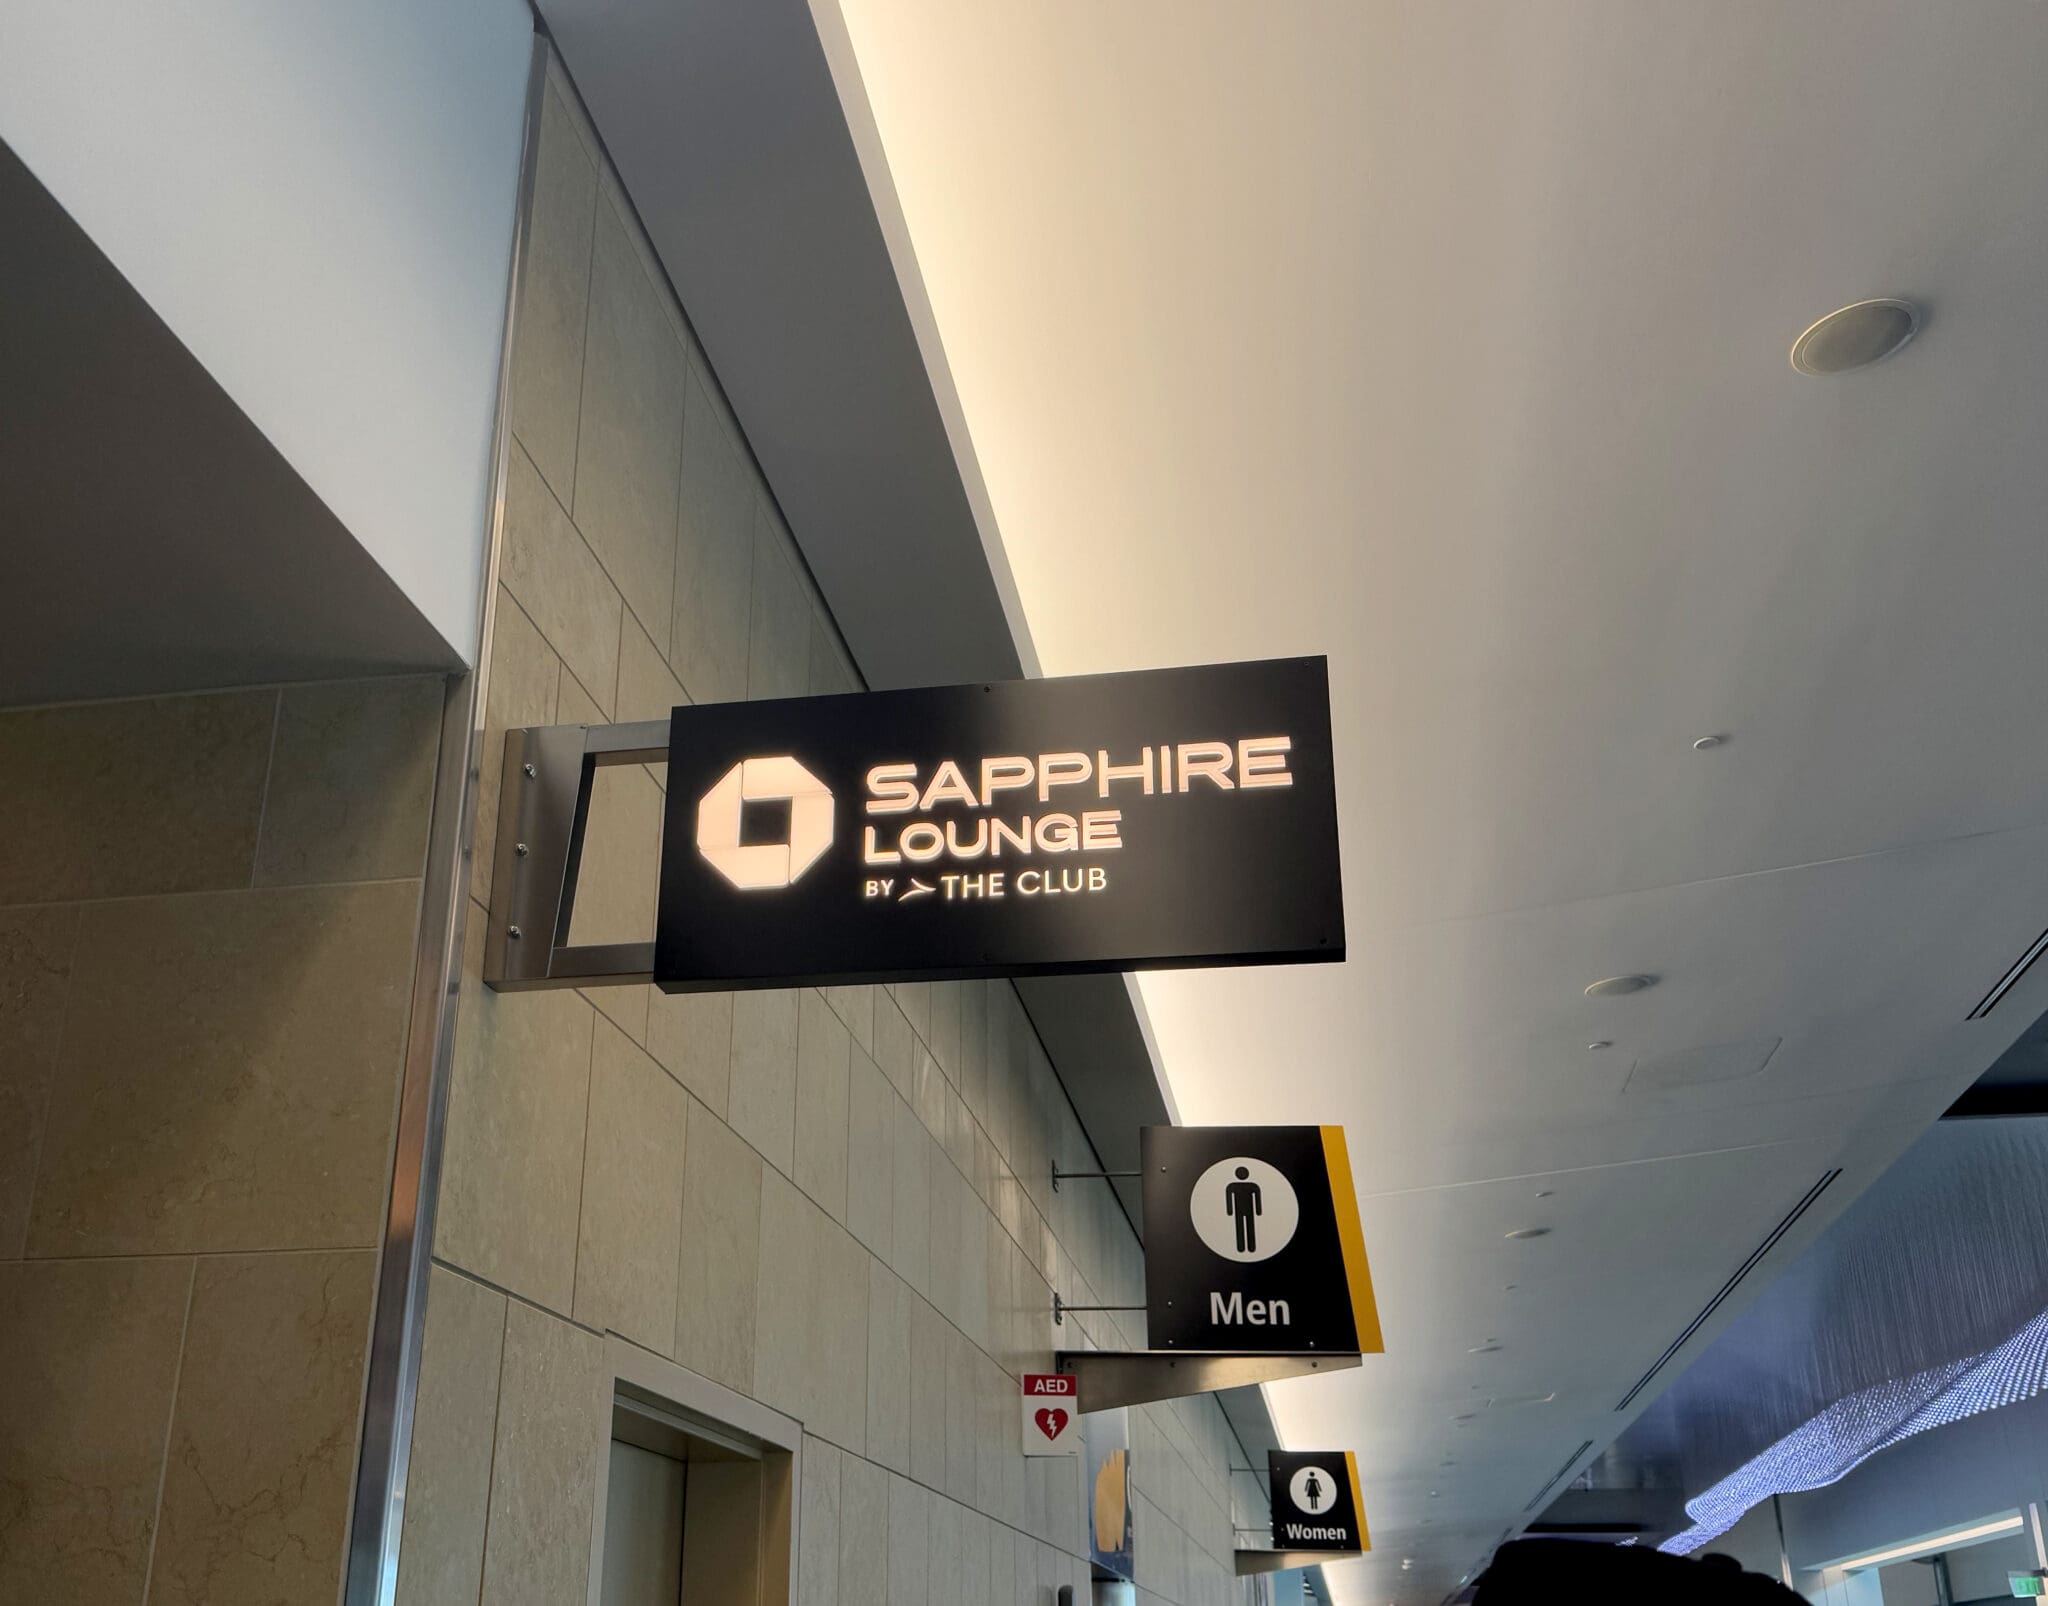 SAPPHIRE
LOUNGE
BY THE CLUB
Men
AED
Women